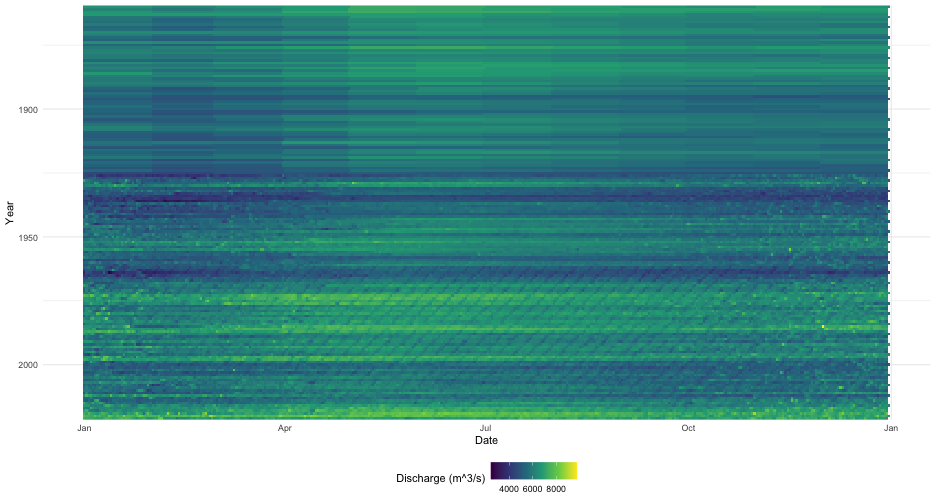 1900
1950
2000
Year
Jan
Apr
Jul
Oct
Jan
Date
Discharge (m^3/s)
4000 6000 8000